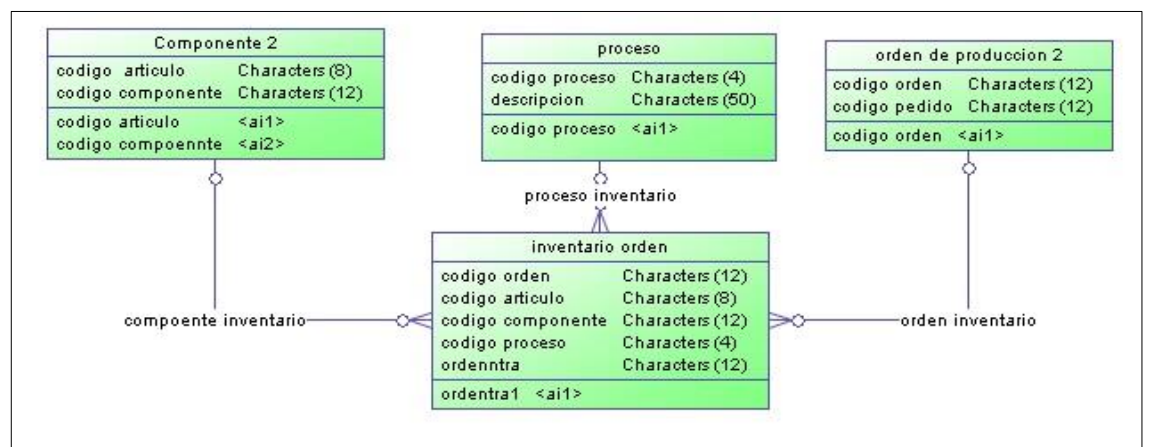 Componente 2
codigo articulo Characters (8)
codigo componente Characters (12)
codigo articulo <ai1>
codigo compoennte <ai2>
proceso
codigo proceso Characters (4)
descripcion Characters (50)
codigo proceso <ai1>
orden de produccion 2
codigo orden Characters (12)
codigo pedido Characters (12)
codigo orden <ai1>
proceso inventario
inventario orden
codigo orden Characters (12)
codigo articulo Characters (8)
codigo componente Characters (12)
codigo proceso Characters (4)
ordenntra Characters (12)
ordentra1 <ai1>
compoente inventario
orden inventario